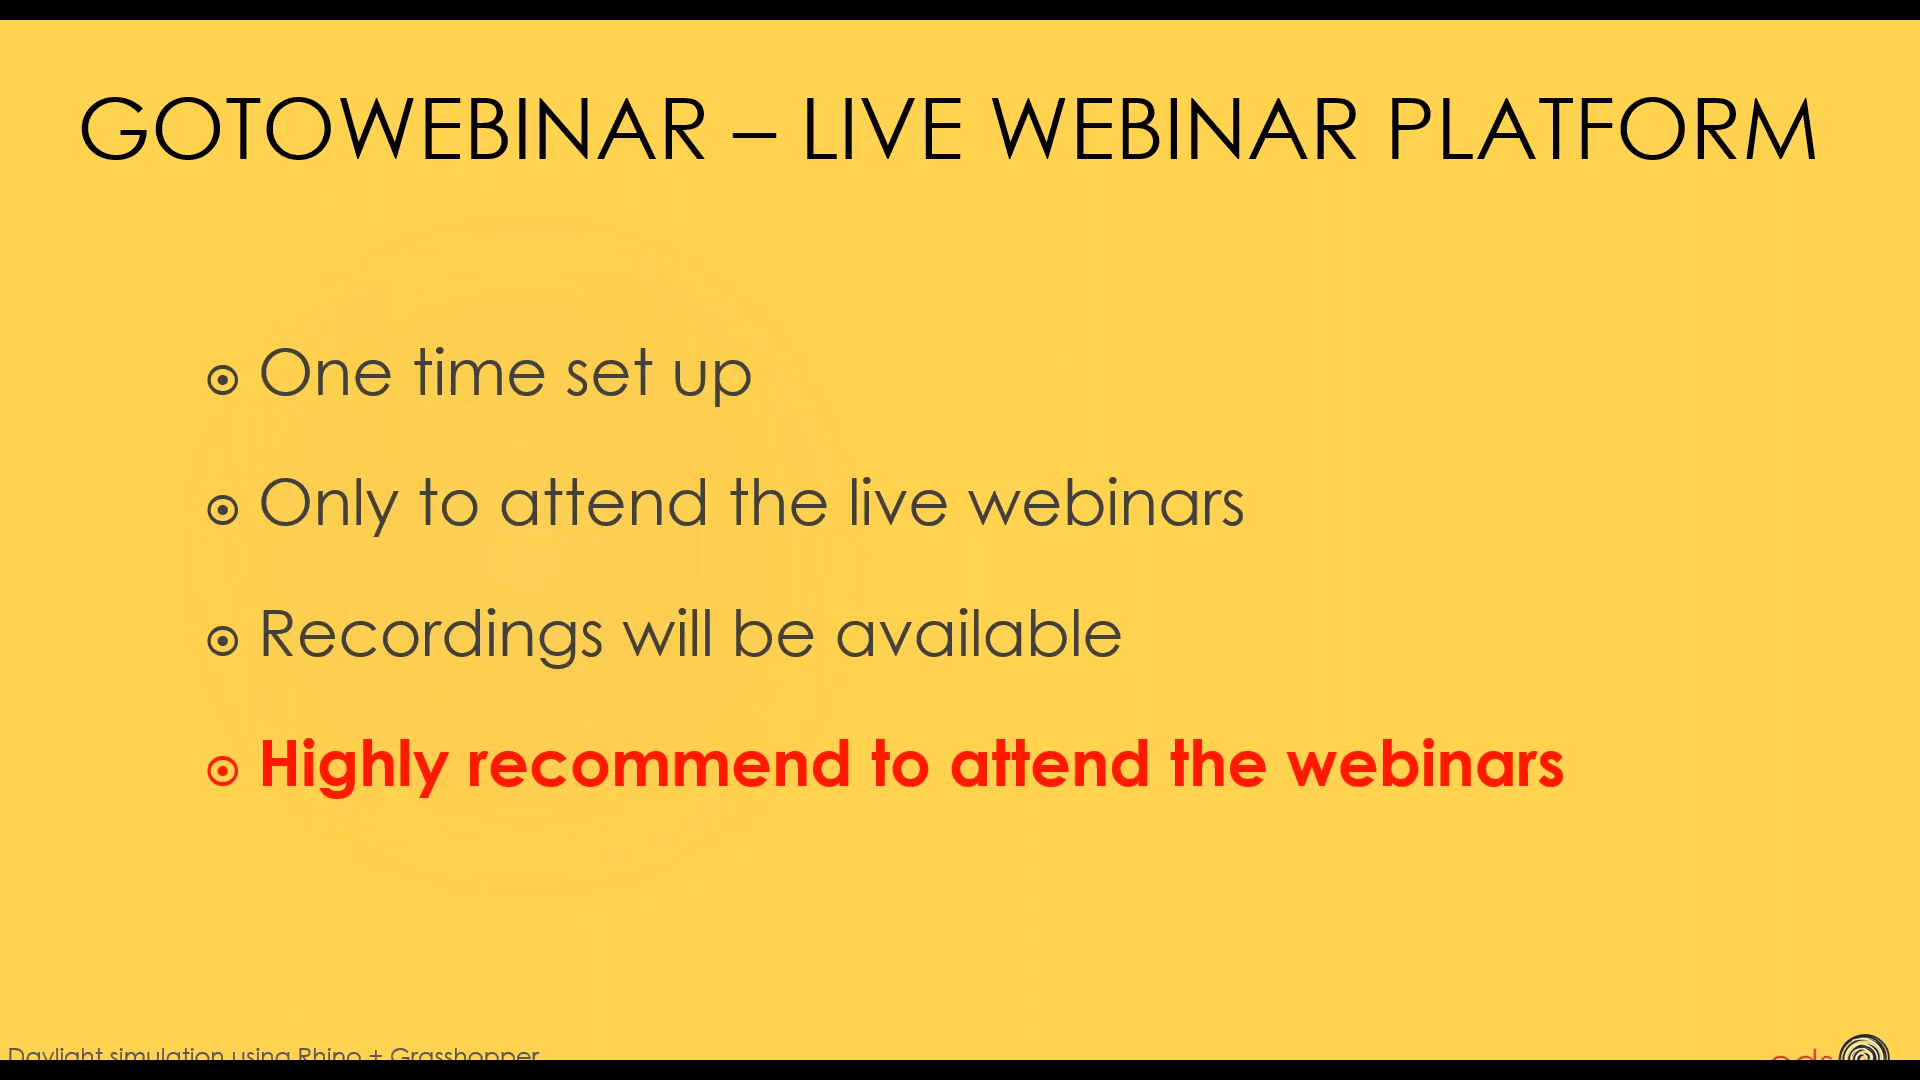 GOTOWEBINAR – LIVE WEBINAR PLATFORM
One time set up
Only to attend the live webinars
Recordings will be available
Highly recommend to attend the webinars
Daylight simulation using Rhino + Grasshopper